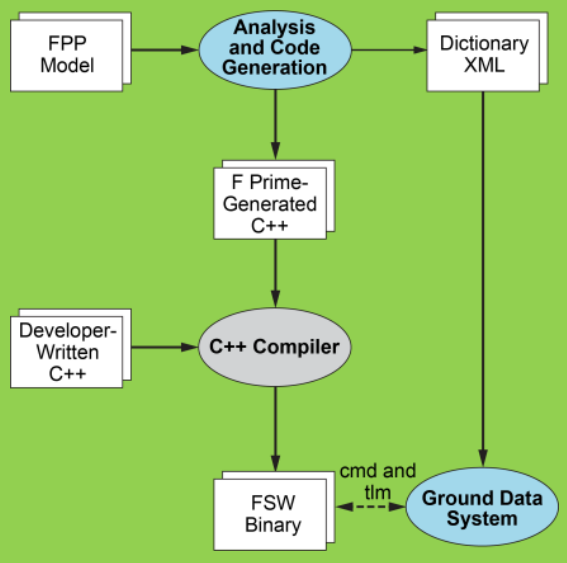 FPP
Model
Analysis
and Code
Generation
Dictionary
XML
F Prime-
Generated
C++
Developer-
Written
C++
C++ Compiler
cmd and
tlm
FSW
Binary
Ground Data
System